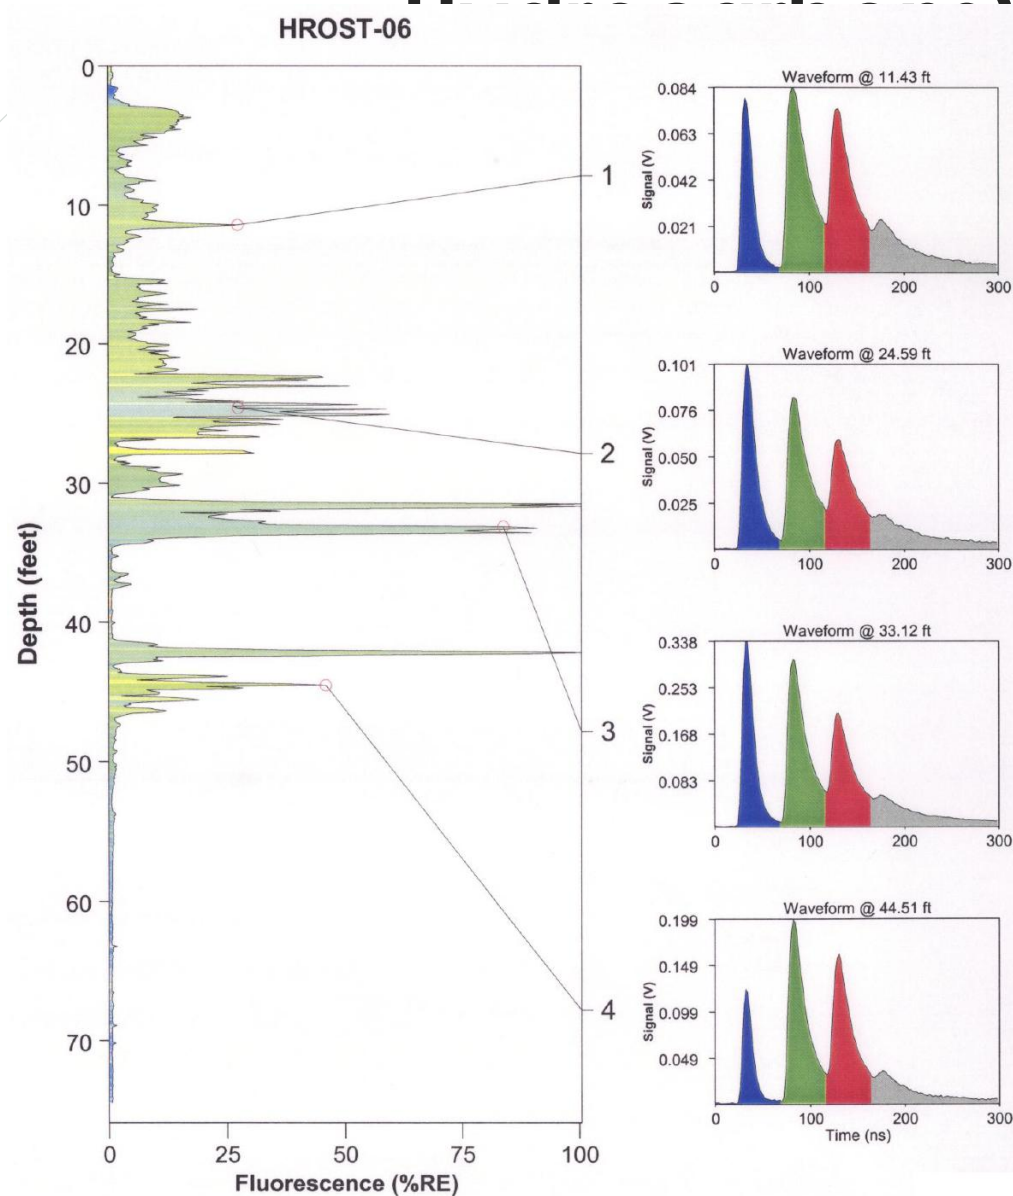 HROST-06
0
10
20
30
40
50
60
70
Depth (feet)
0 25 50 75 100
Fluorescence (%RE)
1
2
3
4
Waveform @ 11.43 ft
0.084
0.063
0.042
0.021
Signal (V)
0 100 200 300
Waveform @ 24.59 ft
0.101
0.076
0.050
0.025
Signal (V)
0 100 200 300
Waveform @ 33.12 ft
0.338
0.253
0.168
0.083
Signal (V)
0 100 200 300
Waveform @ 44.51 ft
0.199
0.149
0.099
0.049
Signal (V)
0 100 200 300
Time (ns)